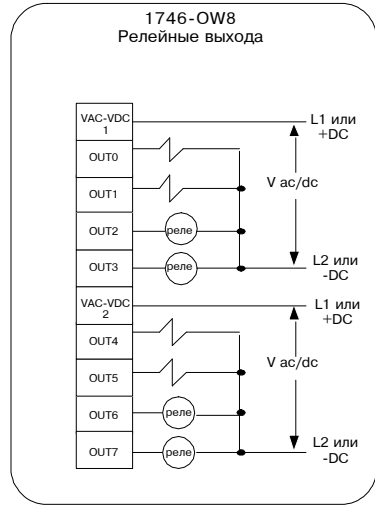 1746-OW8
Релейные выхода
VAC-VDC
1
L1 или
+DC
OUT0
OUT1
V ac/dc
OUT2
реле
OUT3
реле
L2 или
-DC
VAC-VDC
2
L1 или
+DC
OUT4
OUT5
V ac/dc
OUT6
реле
OUT7
реле
L2 или
-DC